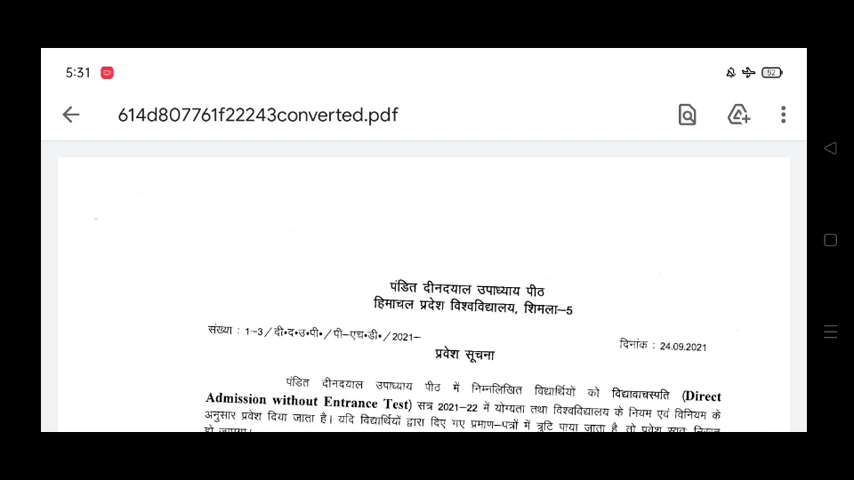 5:31
52
614d807761f22243converted.pdf
पंडित दीनदयाल उपाध्याय पीठ
हिमाचल प्रदेश विश्वविद्यालय, शिमला–5
संख्या : 1–3/दी॰द॰उ॰पी॰/पी–एच॰डी॰/2021–
दिनांक : 24.09.2021
प्रवेश सूचना
पंडित दीनदयाल उपाध्याय पीठ में निम्नलिखित विद्यार्थियों को विद्यावाचस्पति (Direct
Admission without Entrance Test) सत्र 2021–22 में योग्यता तथा विश्वविद्यालय के नियम एवं विनियम के
अनुसार प्रवेश दिया जाता है। यदि विद्यार्थियों द्वारा दिए गए प्रमाण–पत्रों में त्रुटि पाया जाता है, तो प्रवेश स्वतः